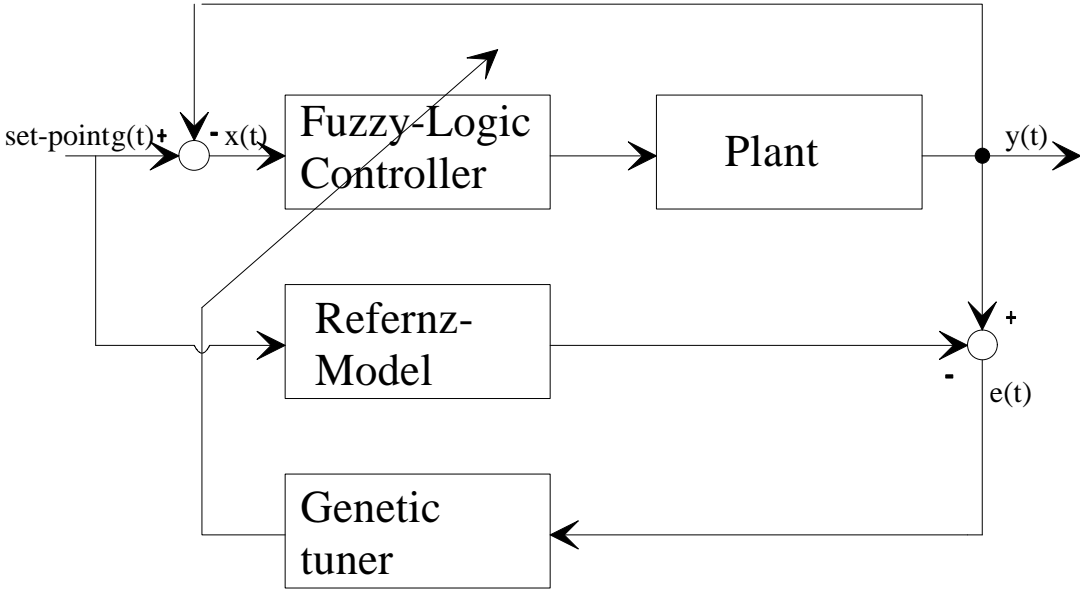 set-pointg(t)+
-
x(t)
Fuzzy-Logic
Controller
Plant
y(t)
Refernz-
Model
+
-
e(t)
Genetic
tuner